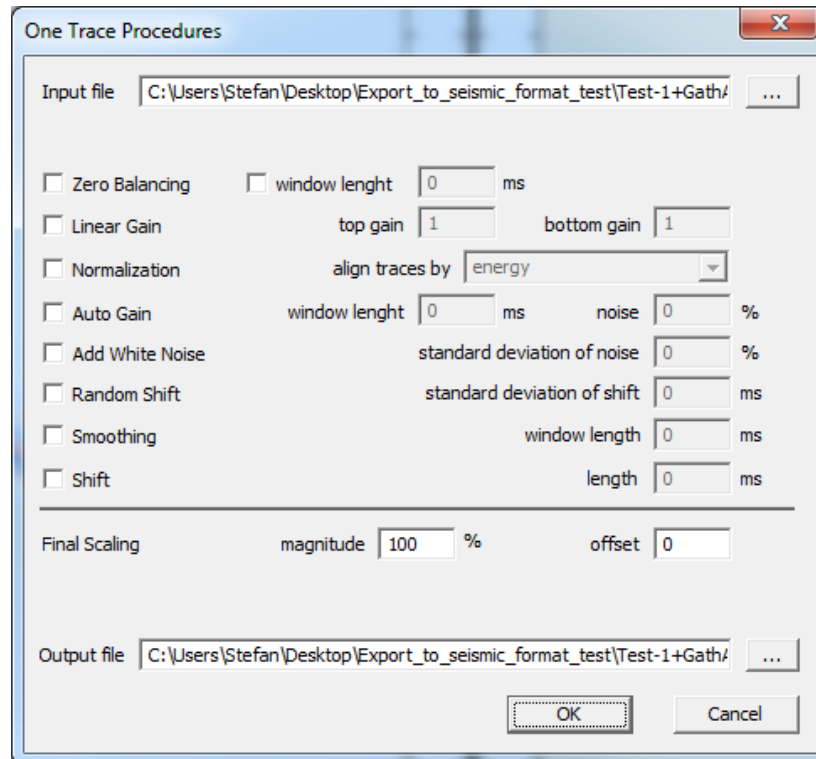 One Trace Procedures
Input file C:\Users\Stefan\Desktop\Export_to_seismic_format_test\Test-1+Gath ...
Zero Balancing window lenght 0 ms
Linear Gain top gain 1 bottom gain 1
Normalization align traces by energy
Auto Gain window lenght 0 ms noise 0 %
Add White Noise standard deviation of noise 0 %
Random Shift standard deviation of shift 0 ms
Smoothing window length 0 ms
Shift length 0 ms
Final Scaling magnitude 100 % offset 0
Output file C:\Users\Stefan\Desktop\Export_to_seismic_format_test\Test-1+Gath ...
OK Cancel